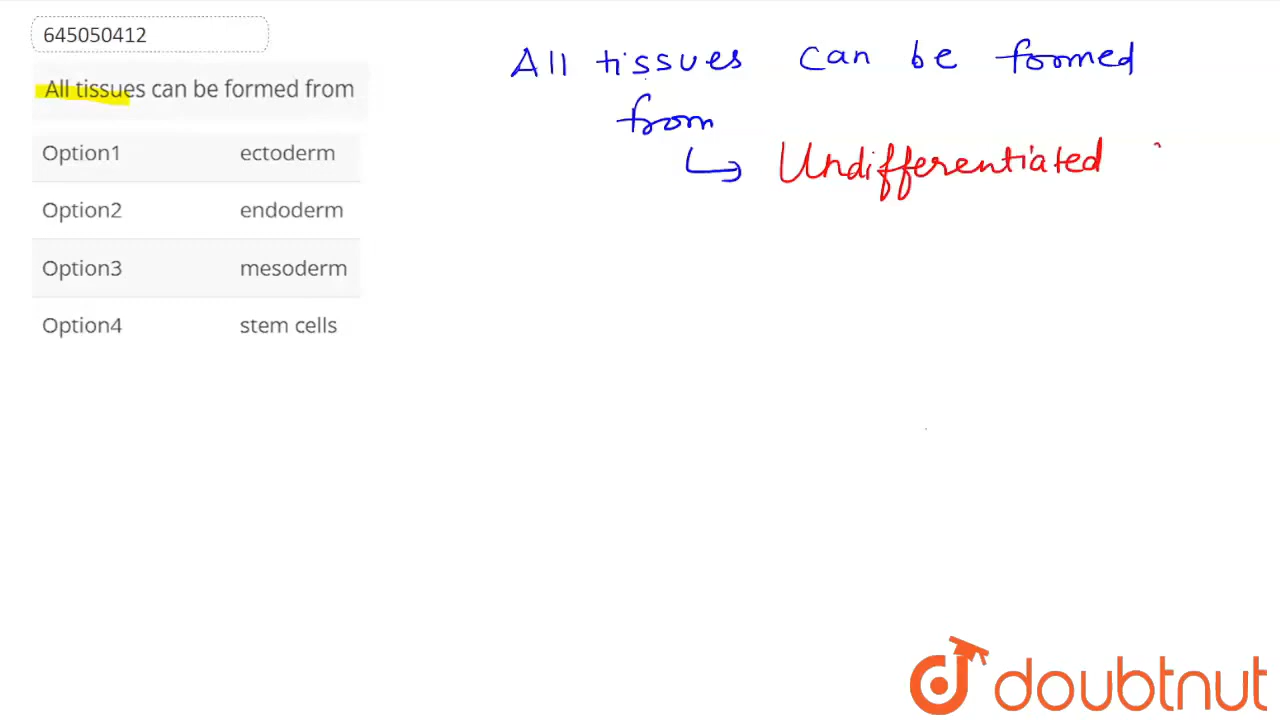 645050412
All tissues can be formed from
Option1 ectoderm
Option2 endoderm
Option3 mesoderm
Option4 stem cells
All tissues can be formed
from
Undifferentiated
doubtnut